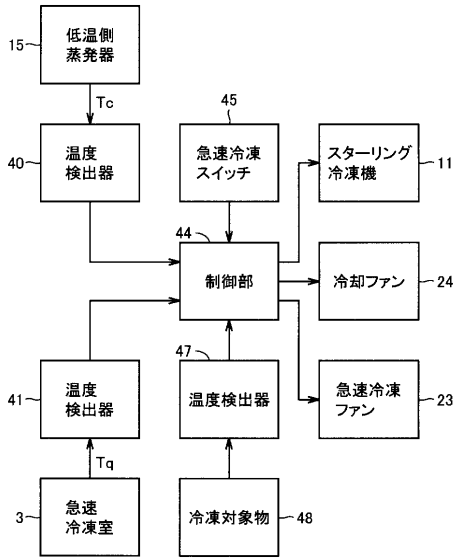 15
低温側
蒸発器
Tc
40
温度
検出器
45
急速冷凍
スイッチ
スターリング
冷凍機
11
44
制御部
冷却ファン
24
41
温度
検出器
47
温度検出器
急速冷凍
ファン
23
Tq
3
急速
冷凍室
冷凍対象物
48